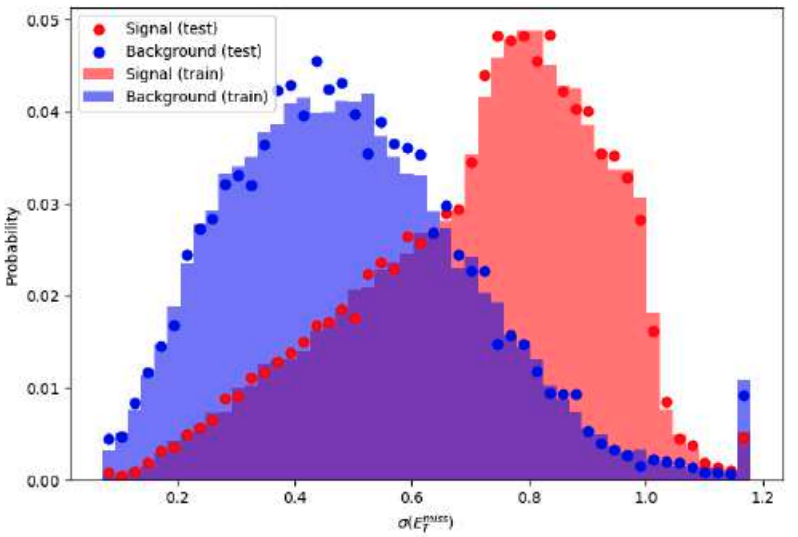 0.05
0.04
0.03
0.02
0.01
0.00
Probability
Signal (test)
Background (test)
Signal (train)
Background (train)
0.2 0.4 0.6 0.8 1.0 1.2
σ(E_T^{miss})